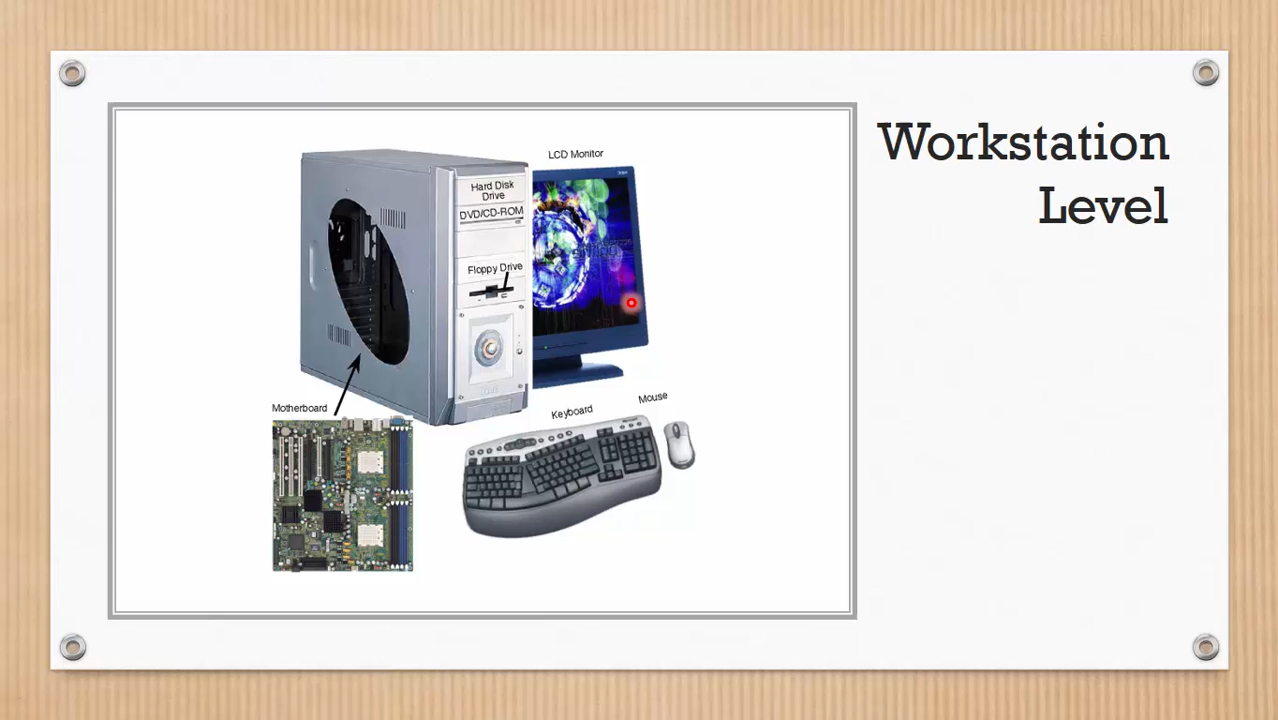 Workstation
Level
LCD Monitor
Hard Disk
Drive
DVD/CD-ROM
Floppy Drive
Motherboard
Keyboard
Mouse